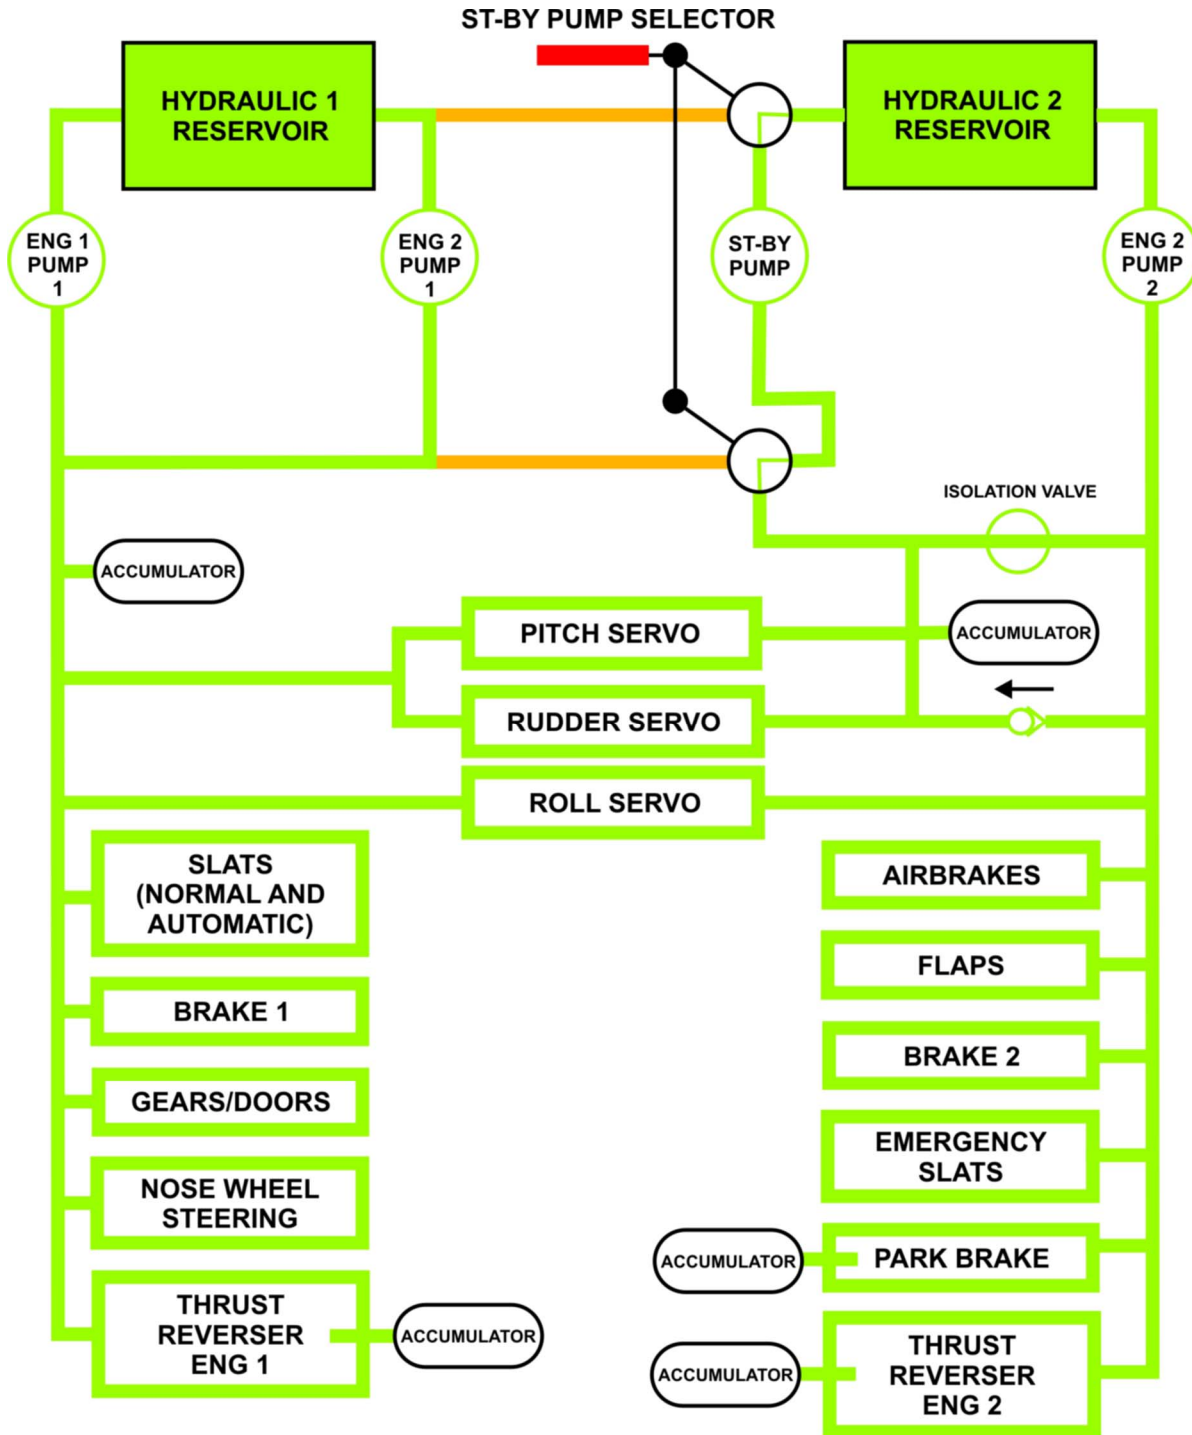 ST-BY PUMP SELECTOR
HYDRAULIC 1
RESERVOIR
HYDRAULIC 2
RESERVOIR
ENG 1
PUMP
1
ENG 2
PUMP
1
ST-BY
PUMP
ENG 2
PUMP
2
ISOLATION VALVE
ACCUMULATOR
PITCH SERVO
ACCUMULATOR
RUDDER SERVO
ROLL SERVO
SLATS
(NORMAL AND
AUTOMATIC)
BRAKE 1
GEARS/DOORS
NOSE WHEEL
STEERING
THRUST
REVERSER
ENG 1
ACCUMULATOR
AIRBRAKES
FLAPS
BRAKE 2
EMERGENCY
SLATS
ACCUMULATOR
PARK BRAKE
ACCUMULATOR
THRUST
REVERSER
ENG 2